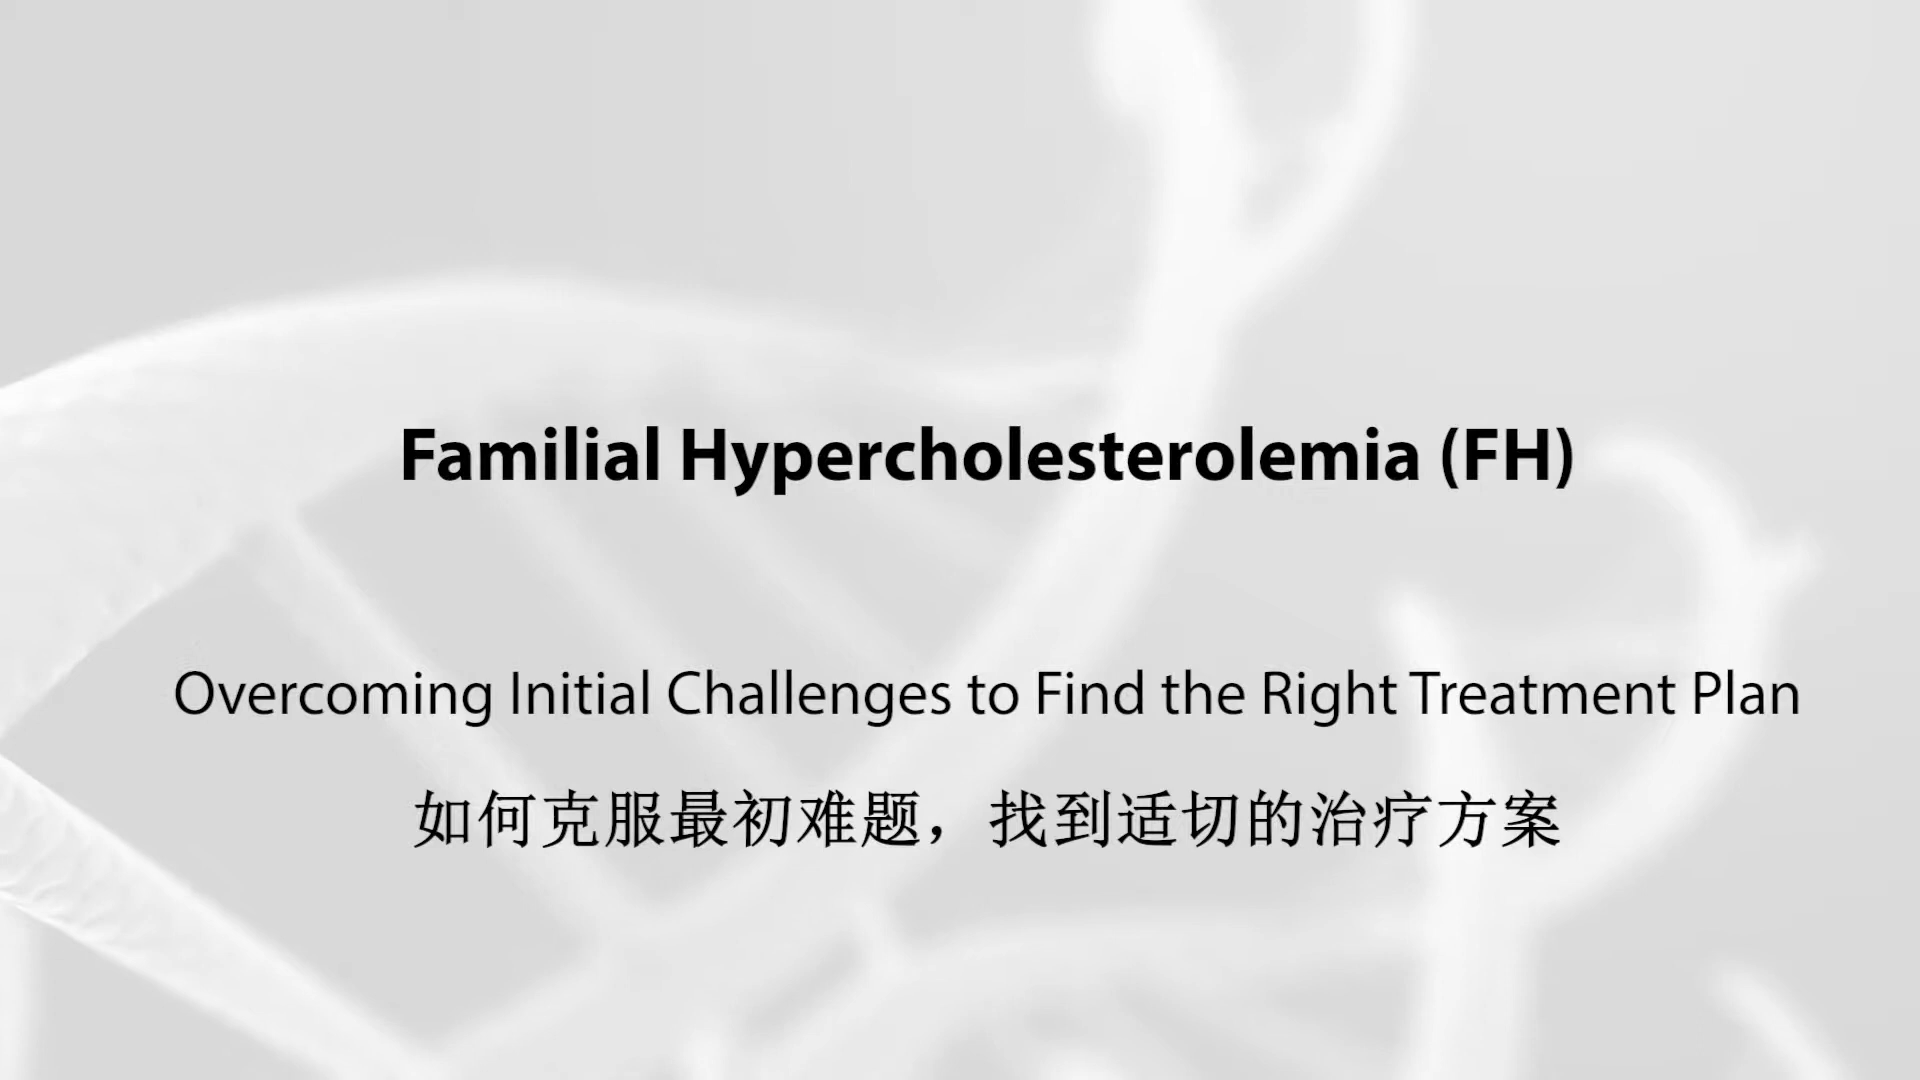 Familial Hypercholesterolemia (FH)
Overcoming Initial Challenges to Find the Right Treatment Plan
如何克服最初难题，找到适切的治疗方案